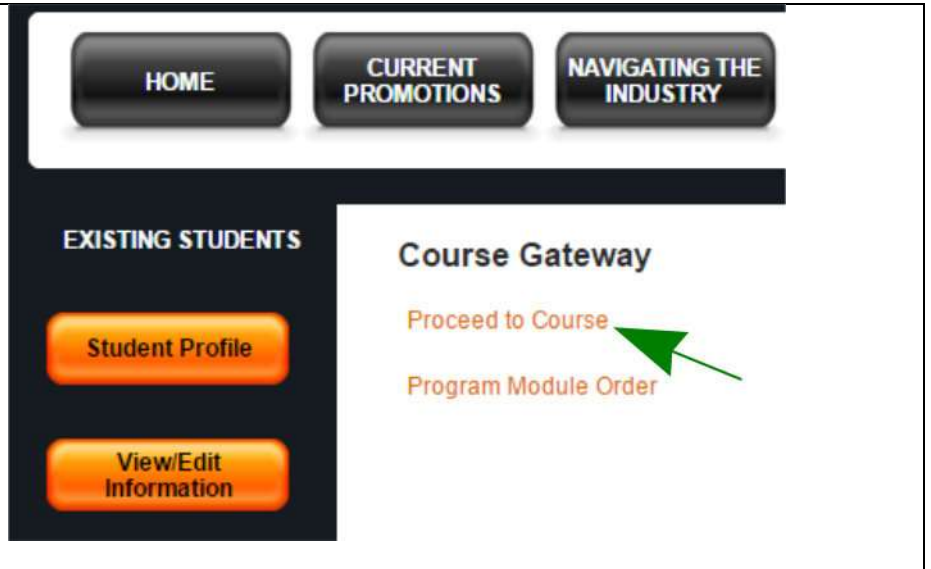 HOME
CURRENT
PROMOTIONS
NAVIGATING THE
INDUSTRY
EXISTING STUDENTS
Student Profile
View/Edit
Information
Course Gateway
Proceed to Course
Program Module Order